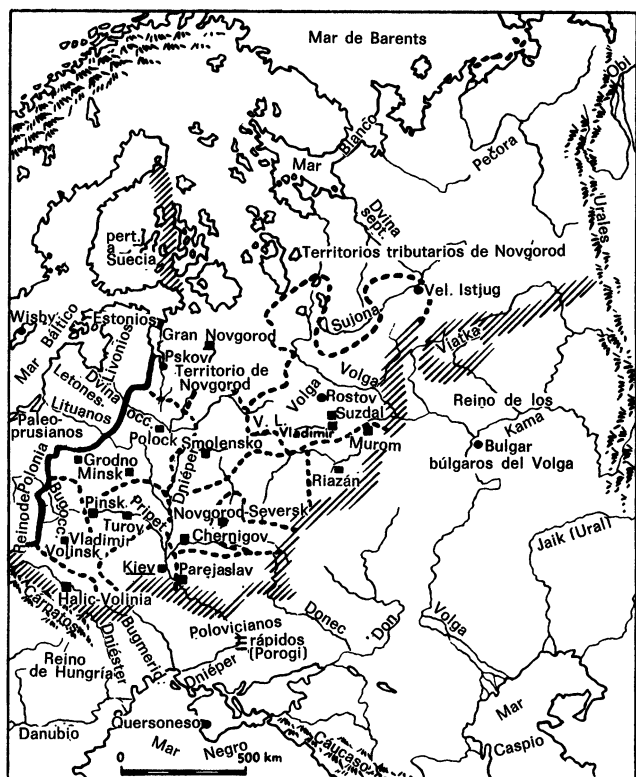 Mar de Barents
Obi
Blanco
Mar
Pečora
Urales
Dvina
sept.
pert.
a
Suecia
Territorios tributarios de Novgorod
Vel. Istjug
Sujona
Wisby
Mar Báltico
Estonios
Livonios
Gran Novgorod
Pskov
Territorio de
Novgorod
Viatka
Volga
Letones
Dvina
occ.
Lituanos
Volga
Rostov
Suzdal
V. L.
Vladimir
Murom
Reino de los
Kama
Bulgar
búlgaros del Volga
Paleo-
prusianos
Polock
Smolensko
Dniéper
Riazán
Grodno
Minsk
Reino de Polonia
Bug occ.
Pinsk
Turov
Pripet
Novgorod-Seversk
Vladimir
Volinsk
Chernigov
Jaik (Ural)
Kiev
Parejaslav
Halic-Volinia
Cárpatos
Polovicianos
rápidos
(Porogi)
Donec
Don
Volga
Reino
de Hungría
Dniéster
Bug merid.
Dniéper
Danubio
Quersoneso
Mar Negro
Cáucaso
Mar
Caspio
0 500 km